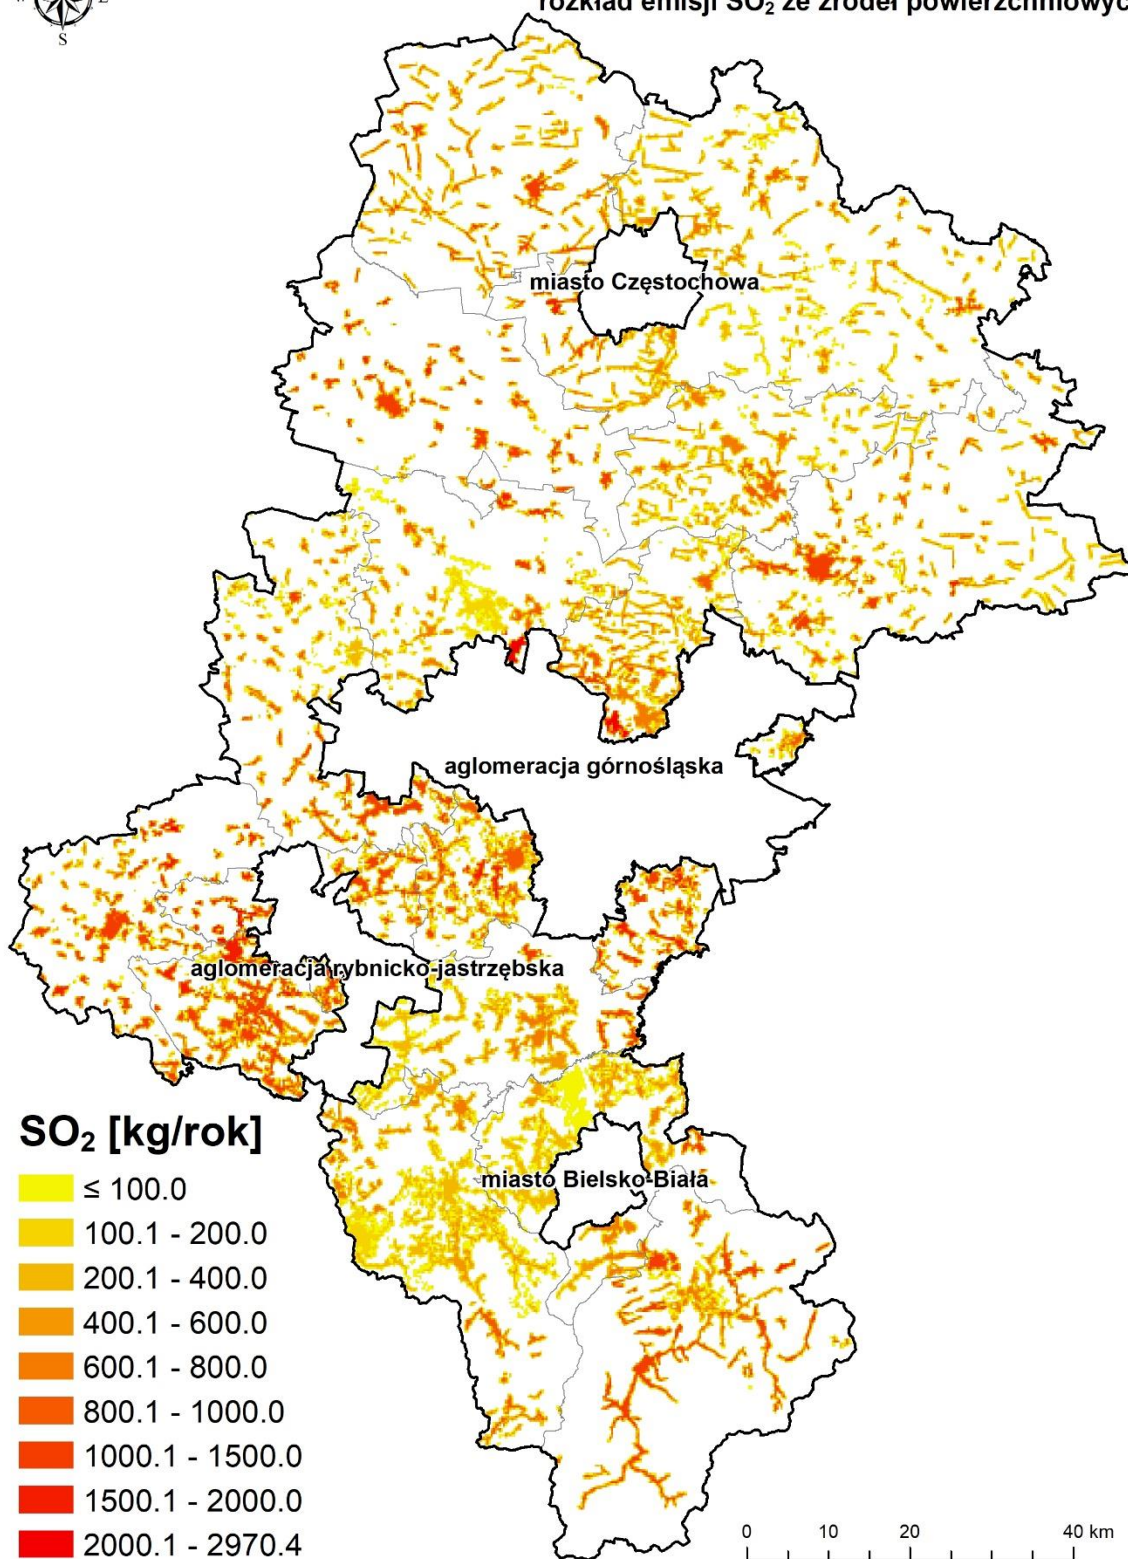 rozkład emisji SO₂ ze źródeł powierzchniowyc
S
miasto Częstochowa
aglomeracja górnośląska
aglomeracja rybnicko-jastrzębska
miasto Bielsko-Biała
SO₂ [kg/rok]
≤ 100.0
100.1 - 200.0
200.1 - 400.0
400.1 - 600.0
600.1 - 800.0
800.1 - 1000.0
1000.1 - 1500.0
1500.1 - 2000.0
2000.1 - 2970.4
0 10 20 40 km